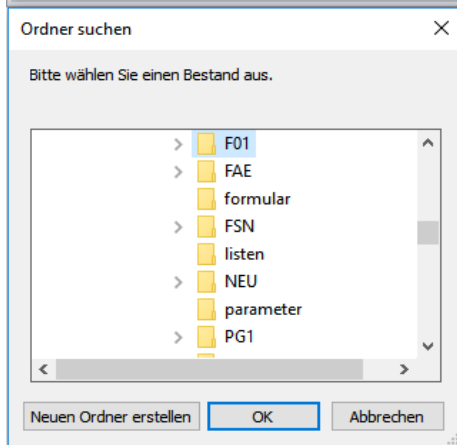 Ordner suchen
Bitte wählen Sie einen Bestand aus.
F01
FAE
formular
FSN
listen
NEU
parameter
PG1
Neuen Ordner erstellen OK Abbrechen